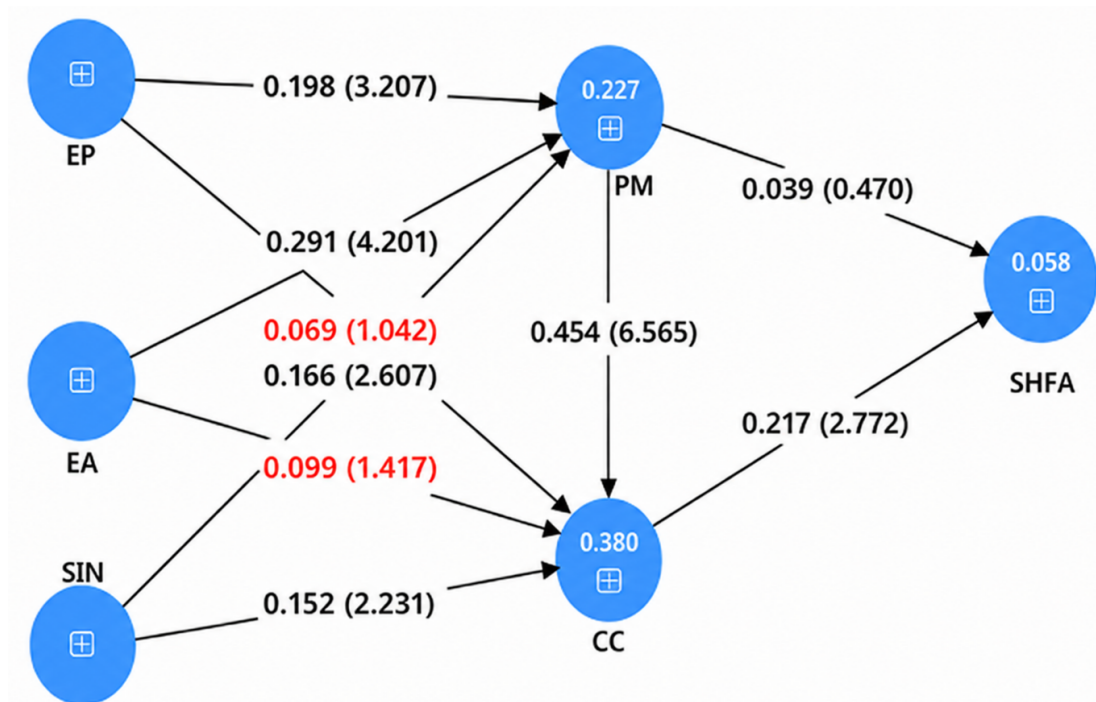 0.198 (3.207)
0.227
EP
PM
0.039 (0.470)
0.291 (4.201)
0.058
0.069 (1.042)
0.454 (6.565)
0.166 (2.607)
SHFA
0.217 (2.772)
EA
0.099 (1.417)
0.380
SIN
0.152 (2.231)
CC